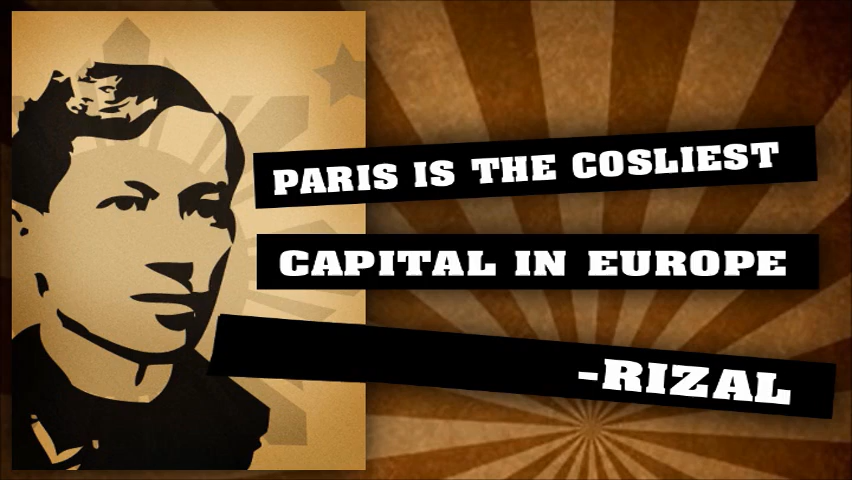 PARIS IS THE COSLIEST
CAPITAL IN EUROPE
-RIZAL